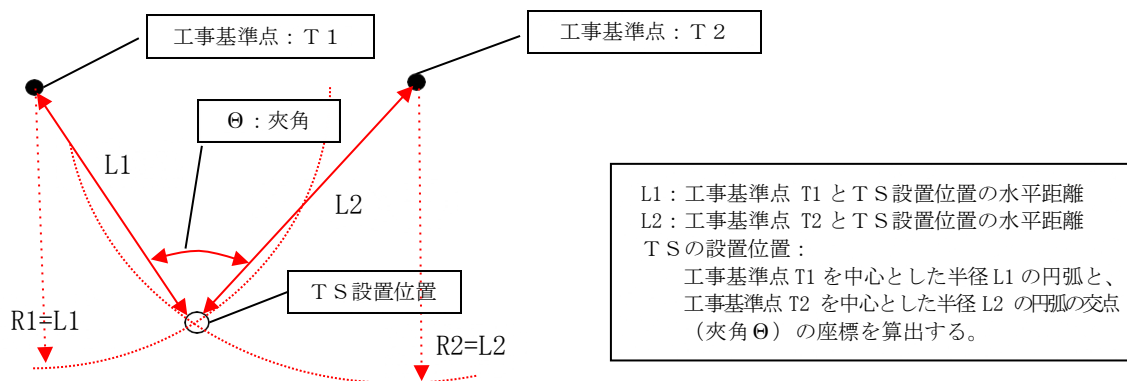 工事基準点：Ｔ１
工事基準点：Ｔ２
Θ：夾角
L1
L2
ＴＳ設置位置
R1=L1
R2=L2
L1：工事基準点 T1 とＴＳ設置位置の水平距離
L2：工事基準点 T2 とＴＳ設置位置の水平距離
ＴＳの設置位置：
工事基準点 T1 を中心とした半径 L1 の円弧と、
工事基準点 T2 を中心とした半径 L2 の円弧の交点
（夾角Θ）の座標を算出する。